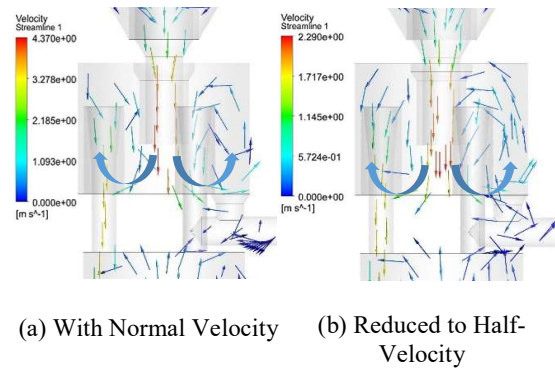 Velocity
Streamline 1
4.370e+00
3.278e+00
2.185e+00
1.093e+00
0.000e+00
[m s^-1]
Velocity
Streamline 1
2.290e+00
1.717e+00
1.145e+00
5.724e-01
0.000e+00
[m s^-1]
(a) With Normal Velocity
(b) Reduced to Half-
Velocity